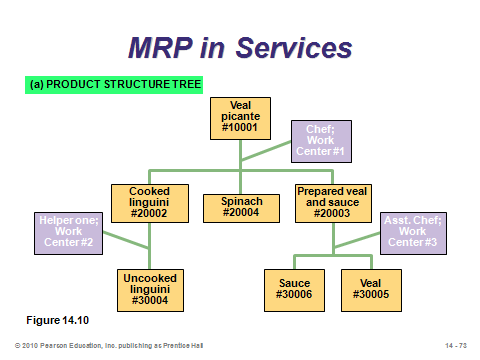 MRP in Services
(a) PRODUCT STRUCTURE TREE
Veal
picante
#10001
Chef;
Work
Center #1
Cooked
linguini
#20002
Spinach
#20004
Prepared veal
and sauce
#20003
Helper one;
Work
Center #2
Asst. Chef;
Work
Center #3
Uncooked
linguini
#30004
Sauce
#30006
Veal
#30005
Figure 14.10
© 2010 Pearson Education, Inc. publishing as Prentice Hall
14 - 73